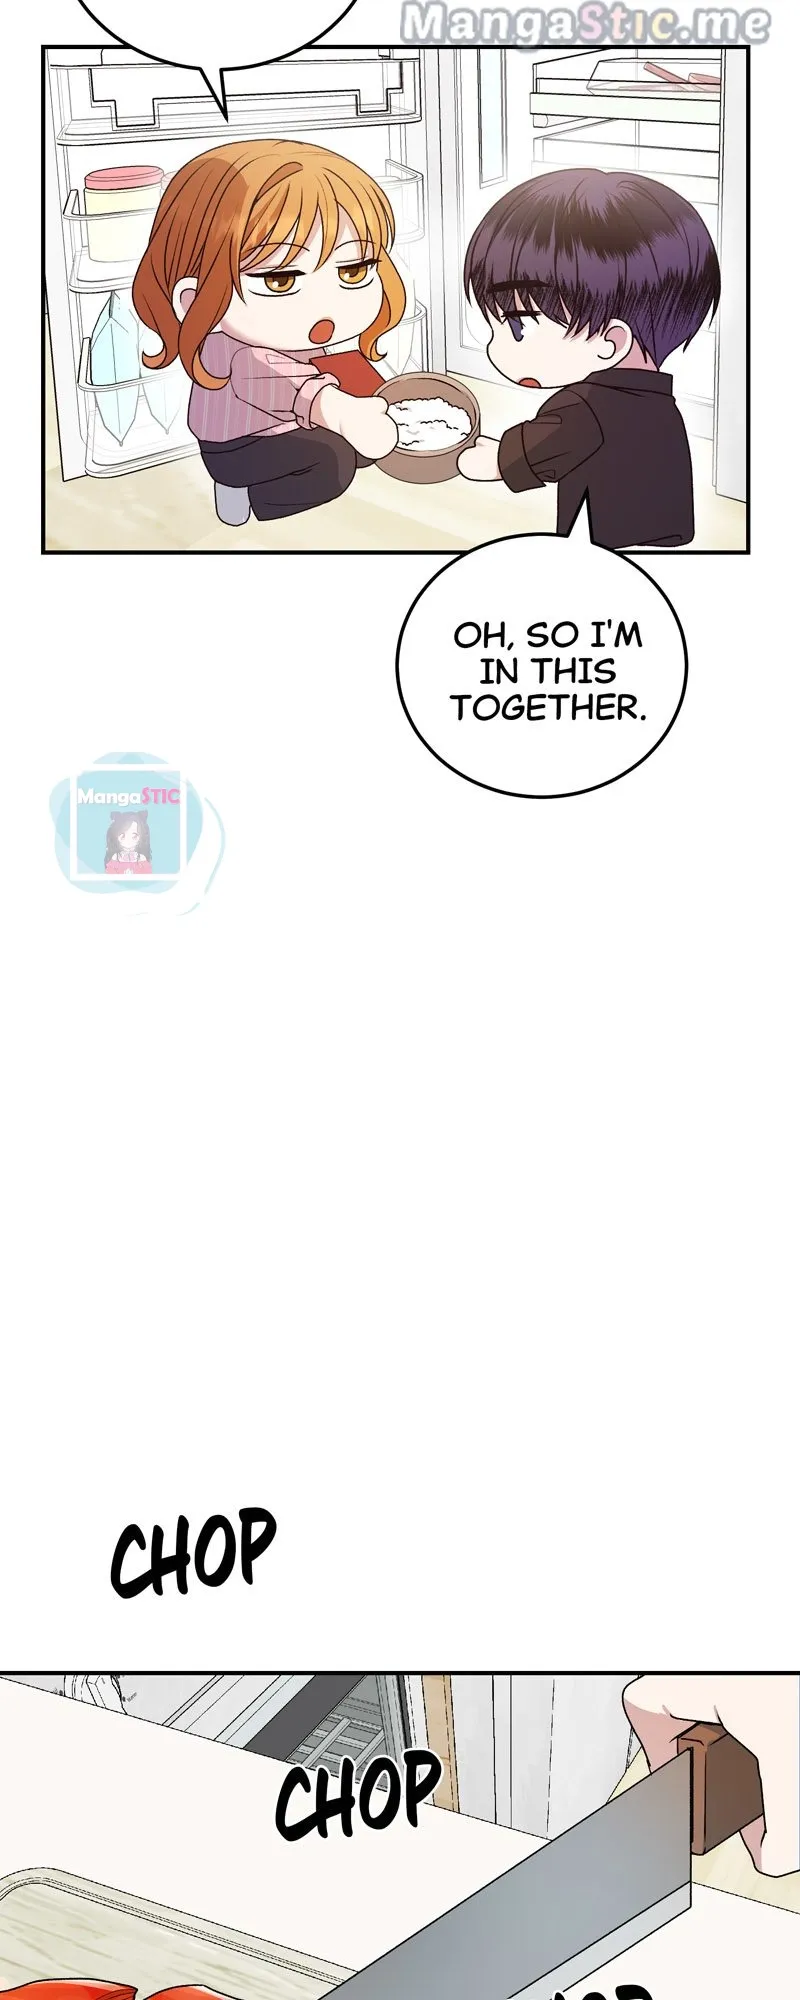 MangaStic.me
OH, SO I'M
IN THIS
TOGETHER.
MangaSTIC
CHOP
CHOP